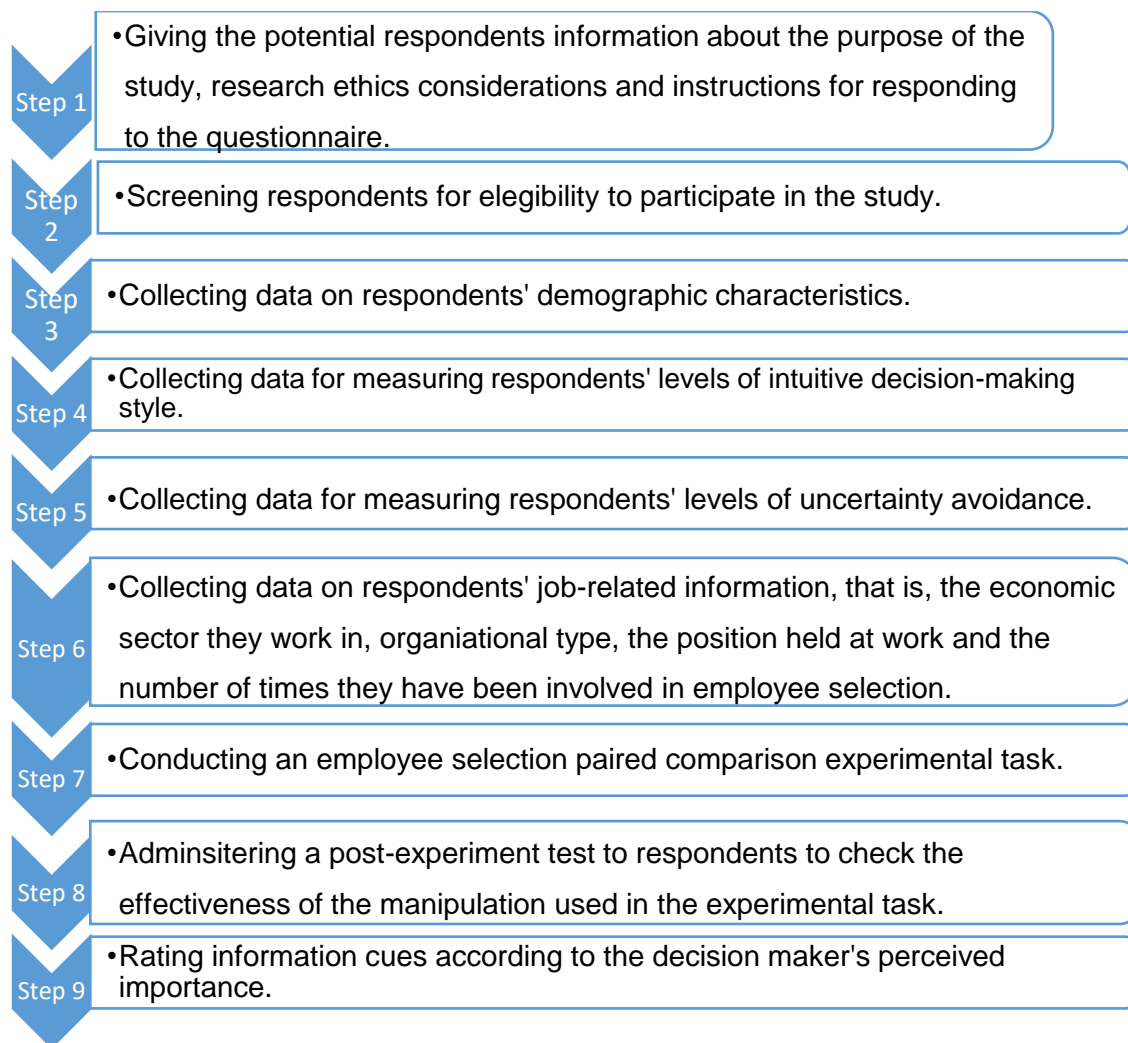 Step 1
•Giving the potential respondents information about the purpose of the
study, research ethics considerations and instructions for responding
to the questionnaire.
Step
2
•Screening respondents for elegibility to participate in the study.
Step
3
•Collecting data on respondents' demographic characteristics.
Step 4
•Collecting data for measuring respondents' levels of intuitive decision-making
style.
Step 5
•Collecting data for measuring respondents' levels of uncertainty avoidance.
Step 6
•Collecting data on respondents' job-related information, that is, the economic
sector they work in, organiational type, the position held at work and the
number of times they have been involved in employee selection.
Step 7
•Conducting an employee selection paired comparison experimental task.
Step 8
•Adminsitering a post-experiment test to respondents to check the
effectiveness of the manipulation used in the experimental task.
Step 9
•Rating information cues according to the decision maker's perceived
importance.